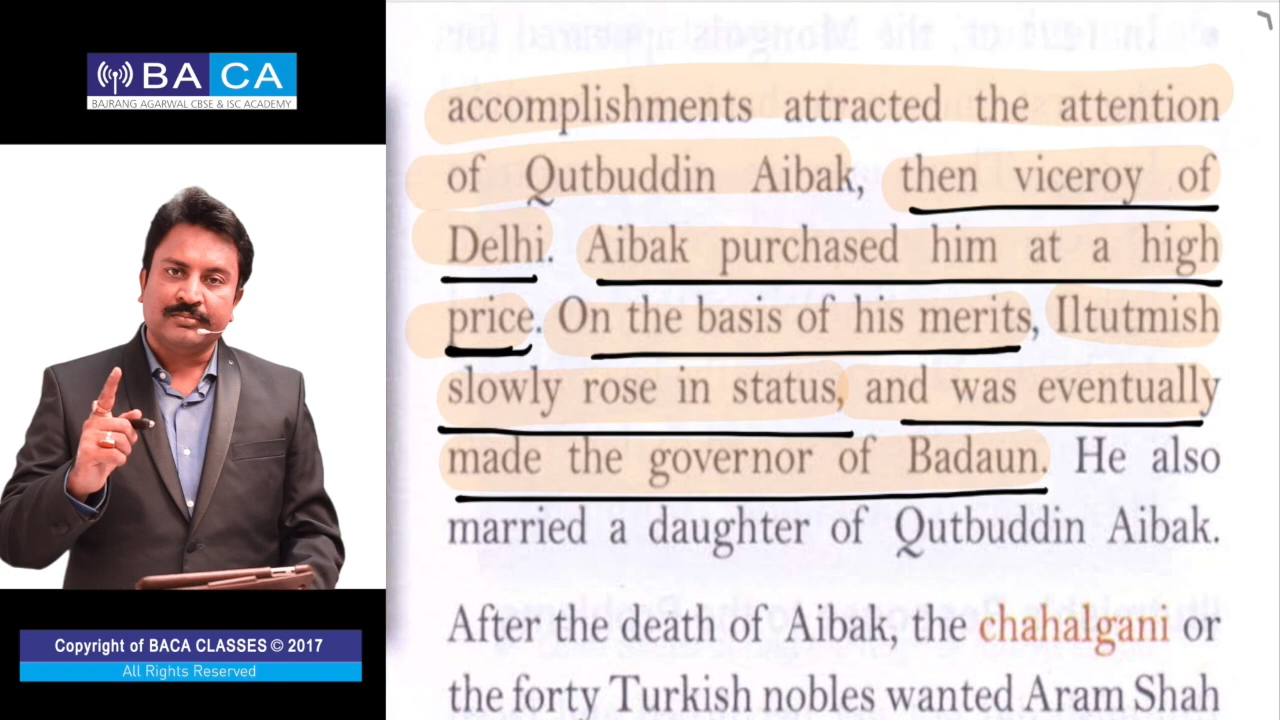 BACA
BAJRANG AGARWAL CBSE & ISC ACADEMY
accomplishments attracted the attention
of Qutbuddin Aibak, then viceroy of
Delhi. Aibak purchased him at a high
price. On the basis of his merits, Iltutmish
slowly rose in status, and was eventually
made the governor of Badaun. He also
married a daughter of Qutbuddin Aibak.
After the death of Aibak, the chahalgani or
the forty Turkish nobles wanted Aram Shah
Copyright of BACA CLASSES © 2017
All Rights Reserved